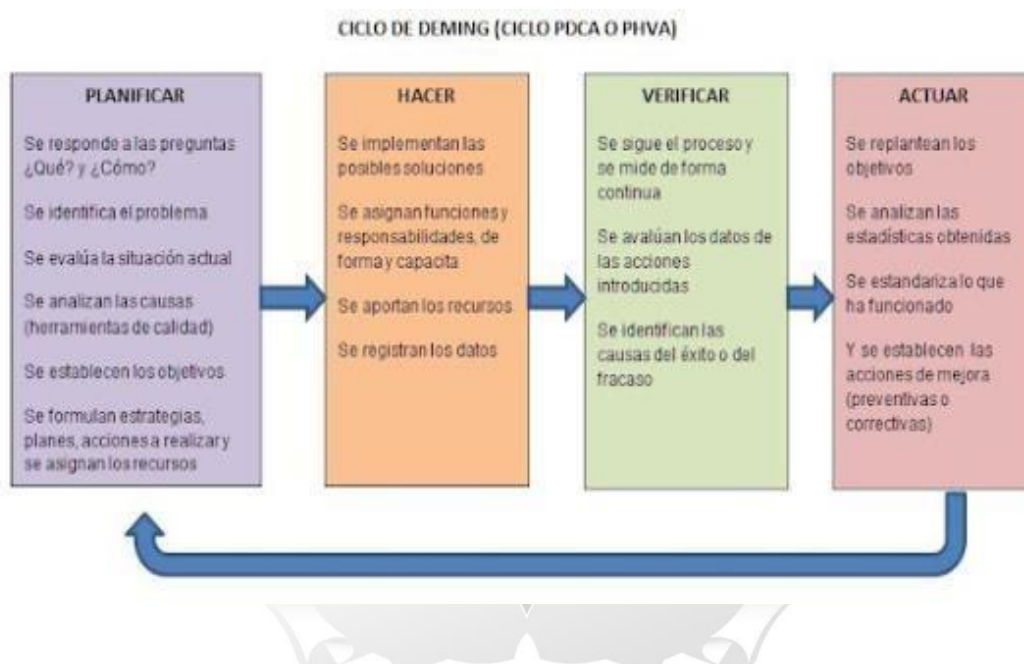 CICLO DE DEMING (CICLO PDCA O PHVA)
PLANIFICAR
Se responde a las preguntas
¿Qué? y ¿Cómo?
Se identifica el problema
Se evalúa la situación actual
Se analizan las causas
(herramientas de calidad)
Se establecen los objetivos
Se formulan estrategias,
planes, acciones a realizar y
se asignan los recursos
HACER
Se implementan las
posibles soluciones
Se asignan funciones y
responsabilidades, de
forma y capacita
Se aportan los recursos
Se registran los datos
VERIFICAR
Se sigue el proceso y
se mide de forma
continua
Se avalúan los datos de
las acciones
introducidas
Se identifican las
causas del éxito o del
fracaso
ACTUAR
Se replantean los
objetivos
Se analizan las
estadísticas obtenidas
Se estandariza lo que
ha funcionado
Y se establecen las
acciones de mejora
(preventivas o
correctivas)